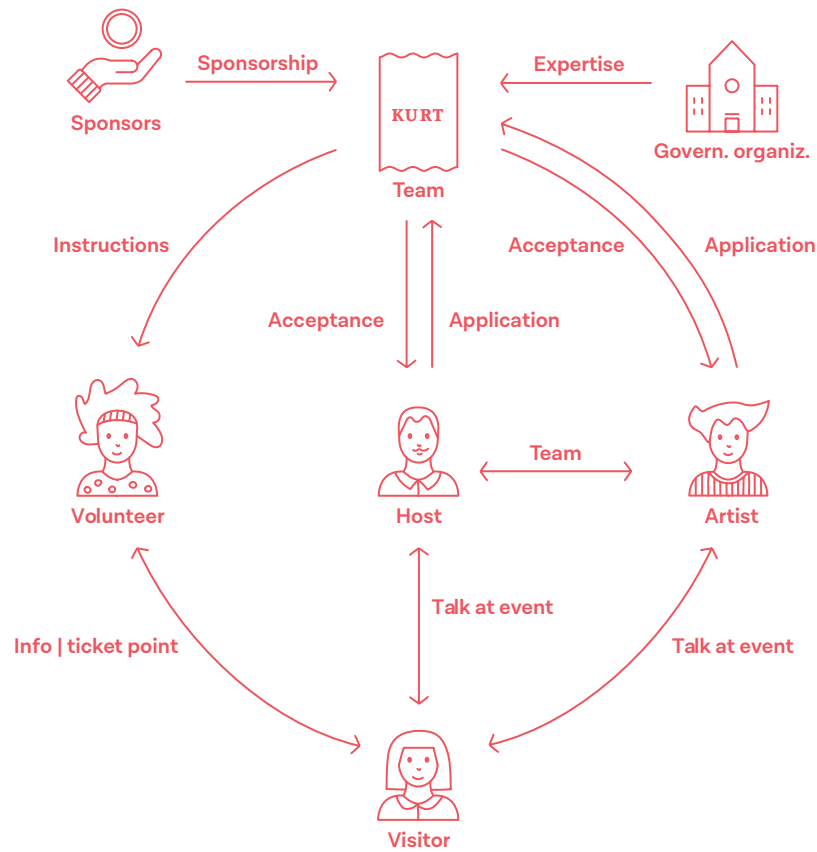 Sponsorship
Expertise
KURT
Sponsors
Govern. organiz.
Team
Instructions
Acceptance
Application
Acceptance
Application
Team
Volunteer
Host
Artist
Talk at event
Info | ticket point
Talk at event
Visitor